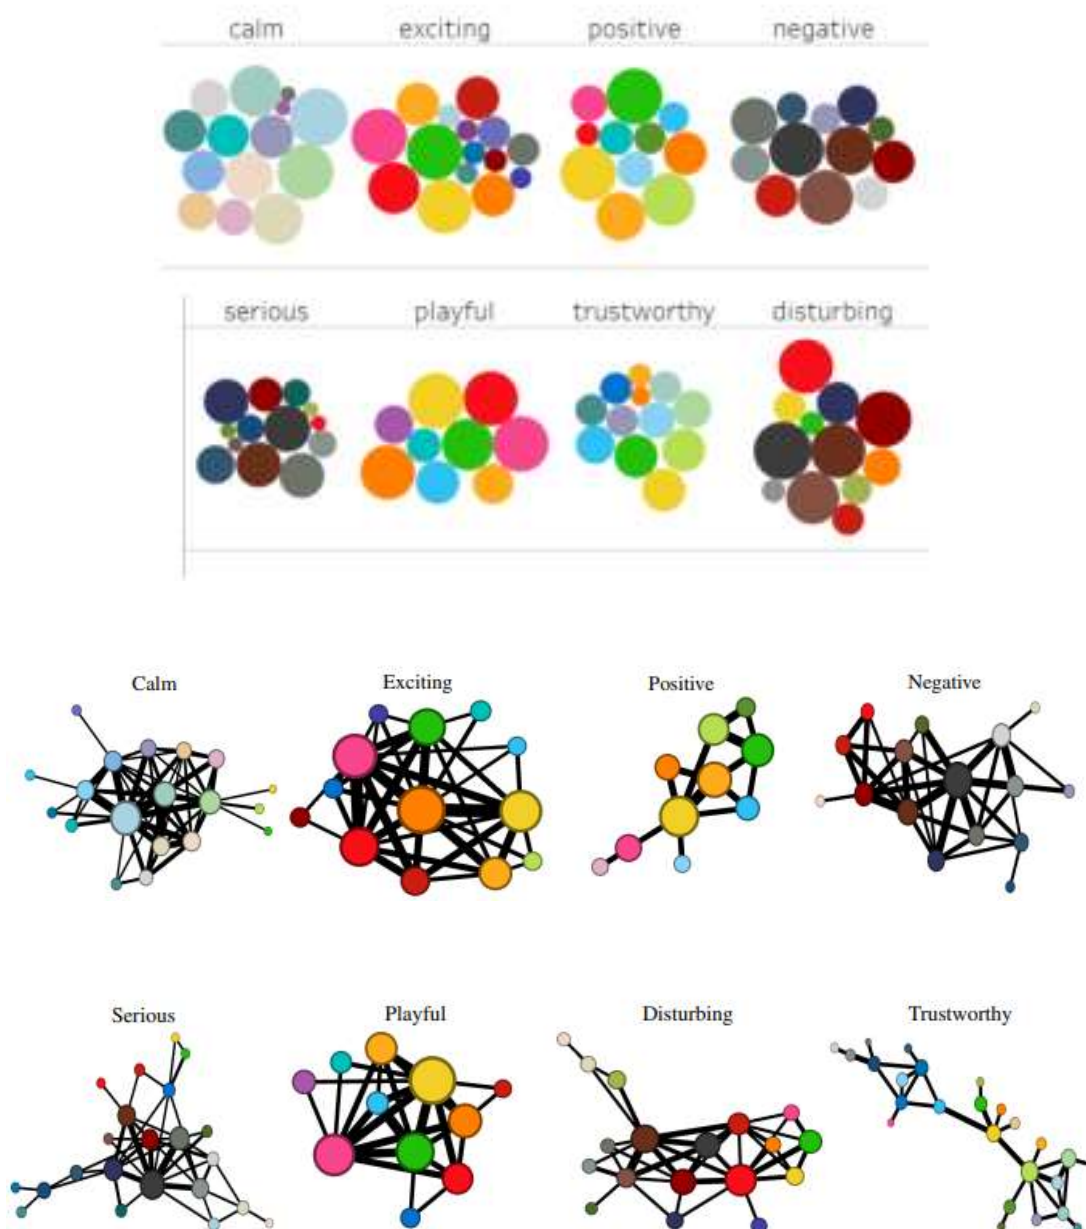 calm exciting positive negative
serious playful trustworthy disturbing
Calm Exciting Positive Negative
Serious Playful Disturbing Trustworthy